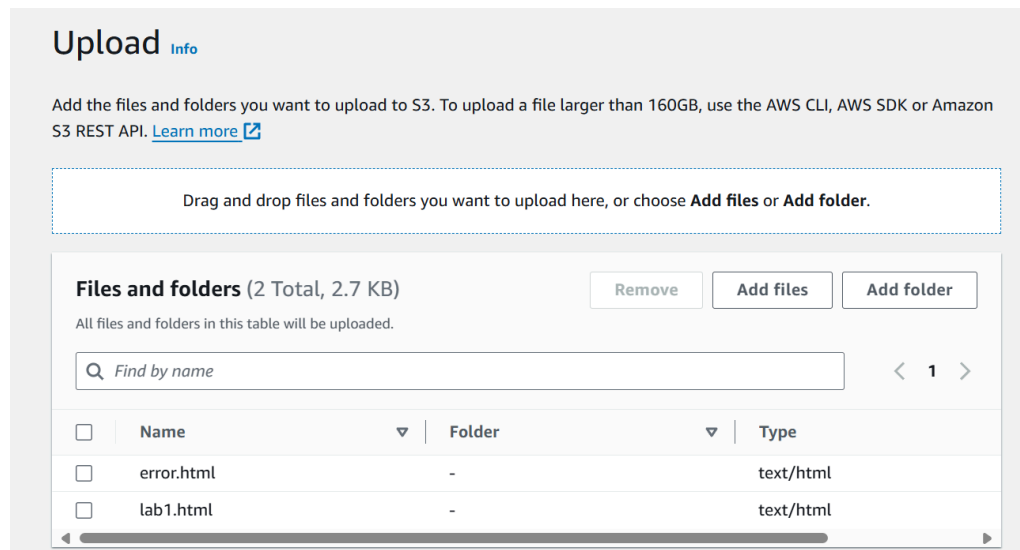 Upload Info
Add the files and folders you want to upload to S3. To upload a file larger than 160GB, use the AWS CLI, AWS SDK or Amazon
S3 REST API. Learn more
Drag and drop files and folders you want to upload here, or choose Add files or Add folder.
Files and folders (2 Total, 2.7 KB)
Remove Add files Add folder
All files and folders in this table will be uploaded.
Find by name
1
Name Folder Type
error.html - text/html
lab1.html - text/html